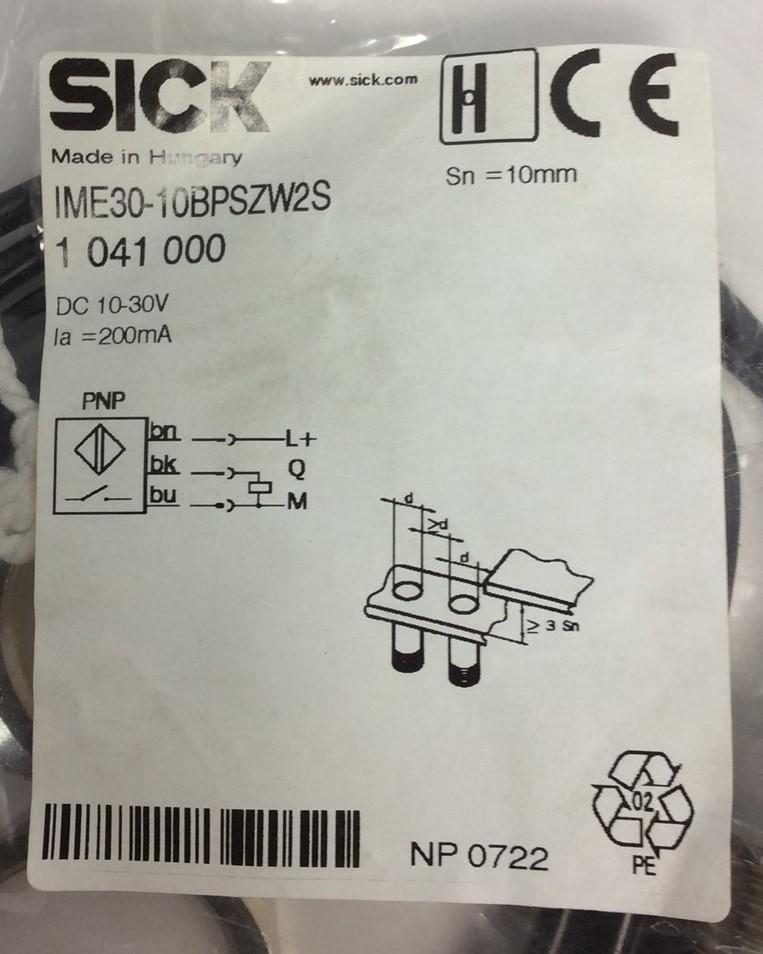 SICK
www.sick.com
H
CE
Made in Hungary
Sn =10mm
IME30-10BPSZW2S
1 041 000
DC 10-30V
Ia =200mA
PNP
bn L+
bk Q
bu M
d
>d
d
≥ 3 Sn
02
NP 0722
PE